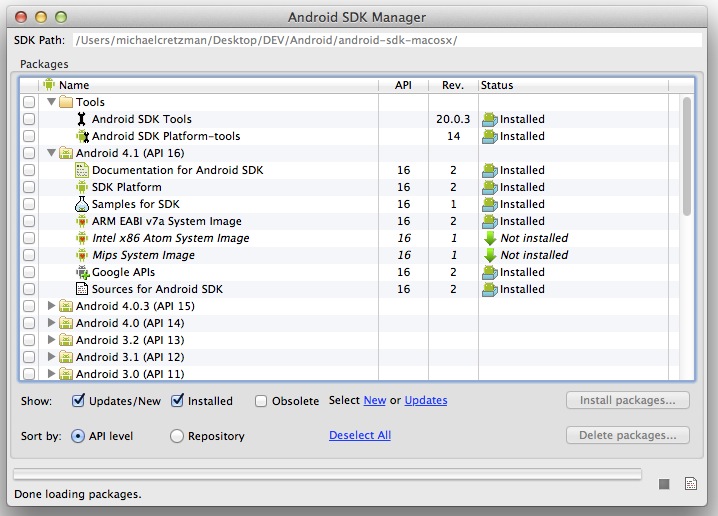 Android SDK Manager
SDK Path: /Users/michaelcretzman/Desktop/DEV/Android/android-sdk-macosx/
Packages
Name API Rev. Status
Tools
Android SDK Tools 20.0.3 Installed
Android SDK Platform-tools 14 Installed
Android 4.1 (API 16)
Documentation for Android SDK 16 2 Installed
SDK Platform 16 2 Installed
Samples for SDK 16 1 Installed
ARM EABI v7a System Image 16 2 Installed
Intel x86 Atom System Image 16 1 Not installed
Mips System Image 16 1 Not installed
Google APIs 16 2 Installed
Sources for Android SDK 16 2 Installed
Android 4.0.3 (API 15)
Android 4.0 (API 14)
Android 3.2 (API 13)
Android 3.1 (API 12)
Android 3.0 (API 11)
Show: Updates/New Installed Obsolete Select New or Updates Install packages...
Sort by: API level Repository Deselect All Delete packages...
Done loading packages.